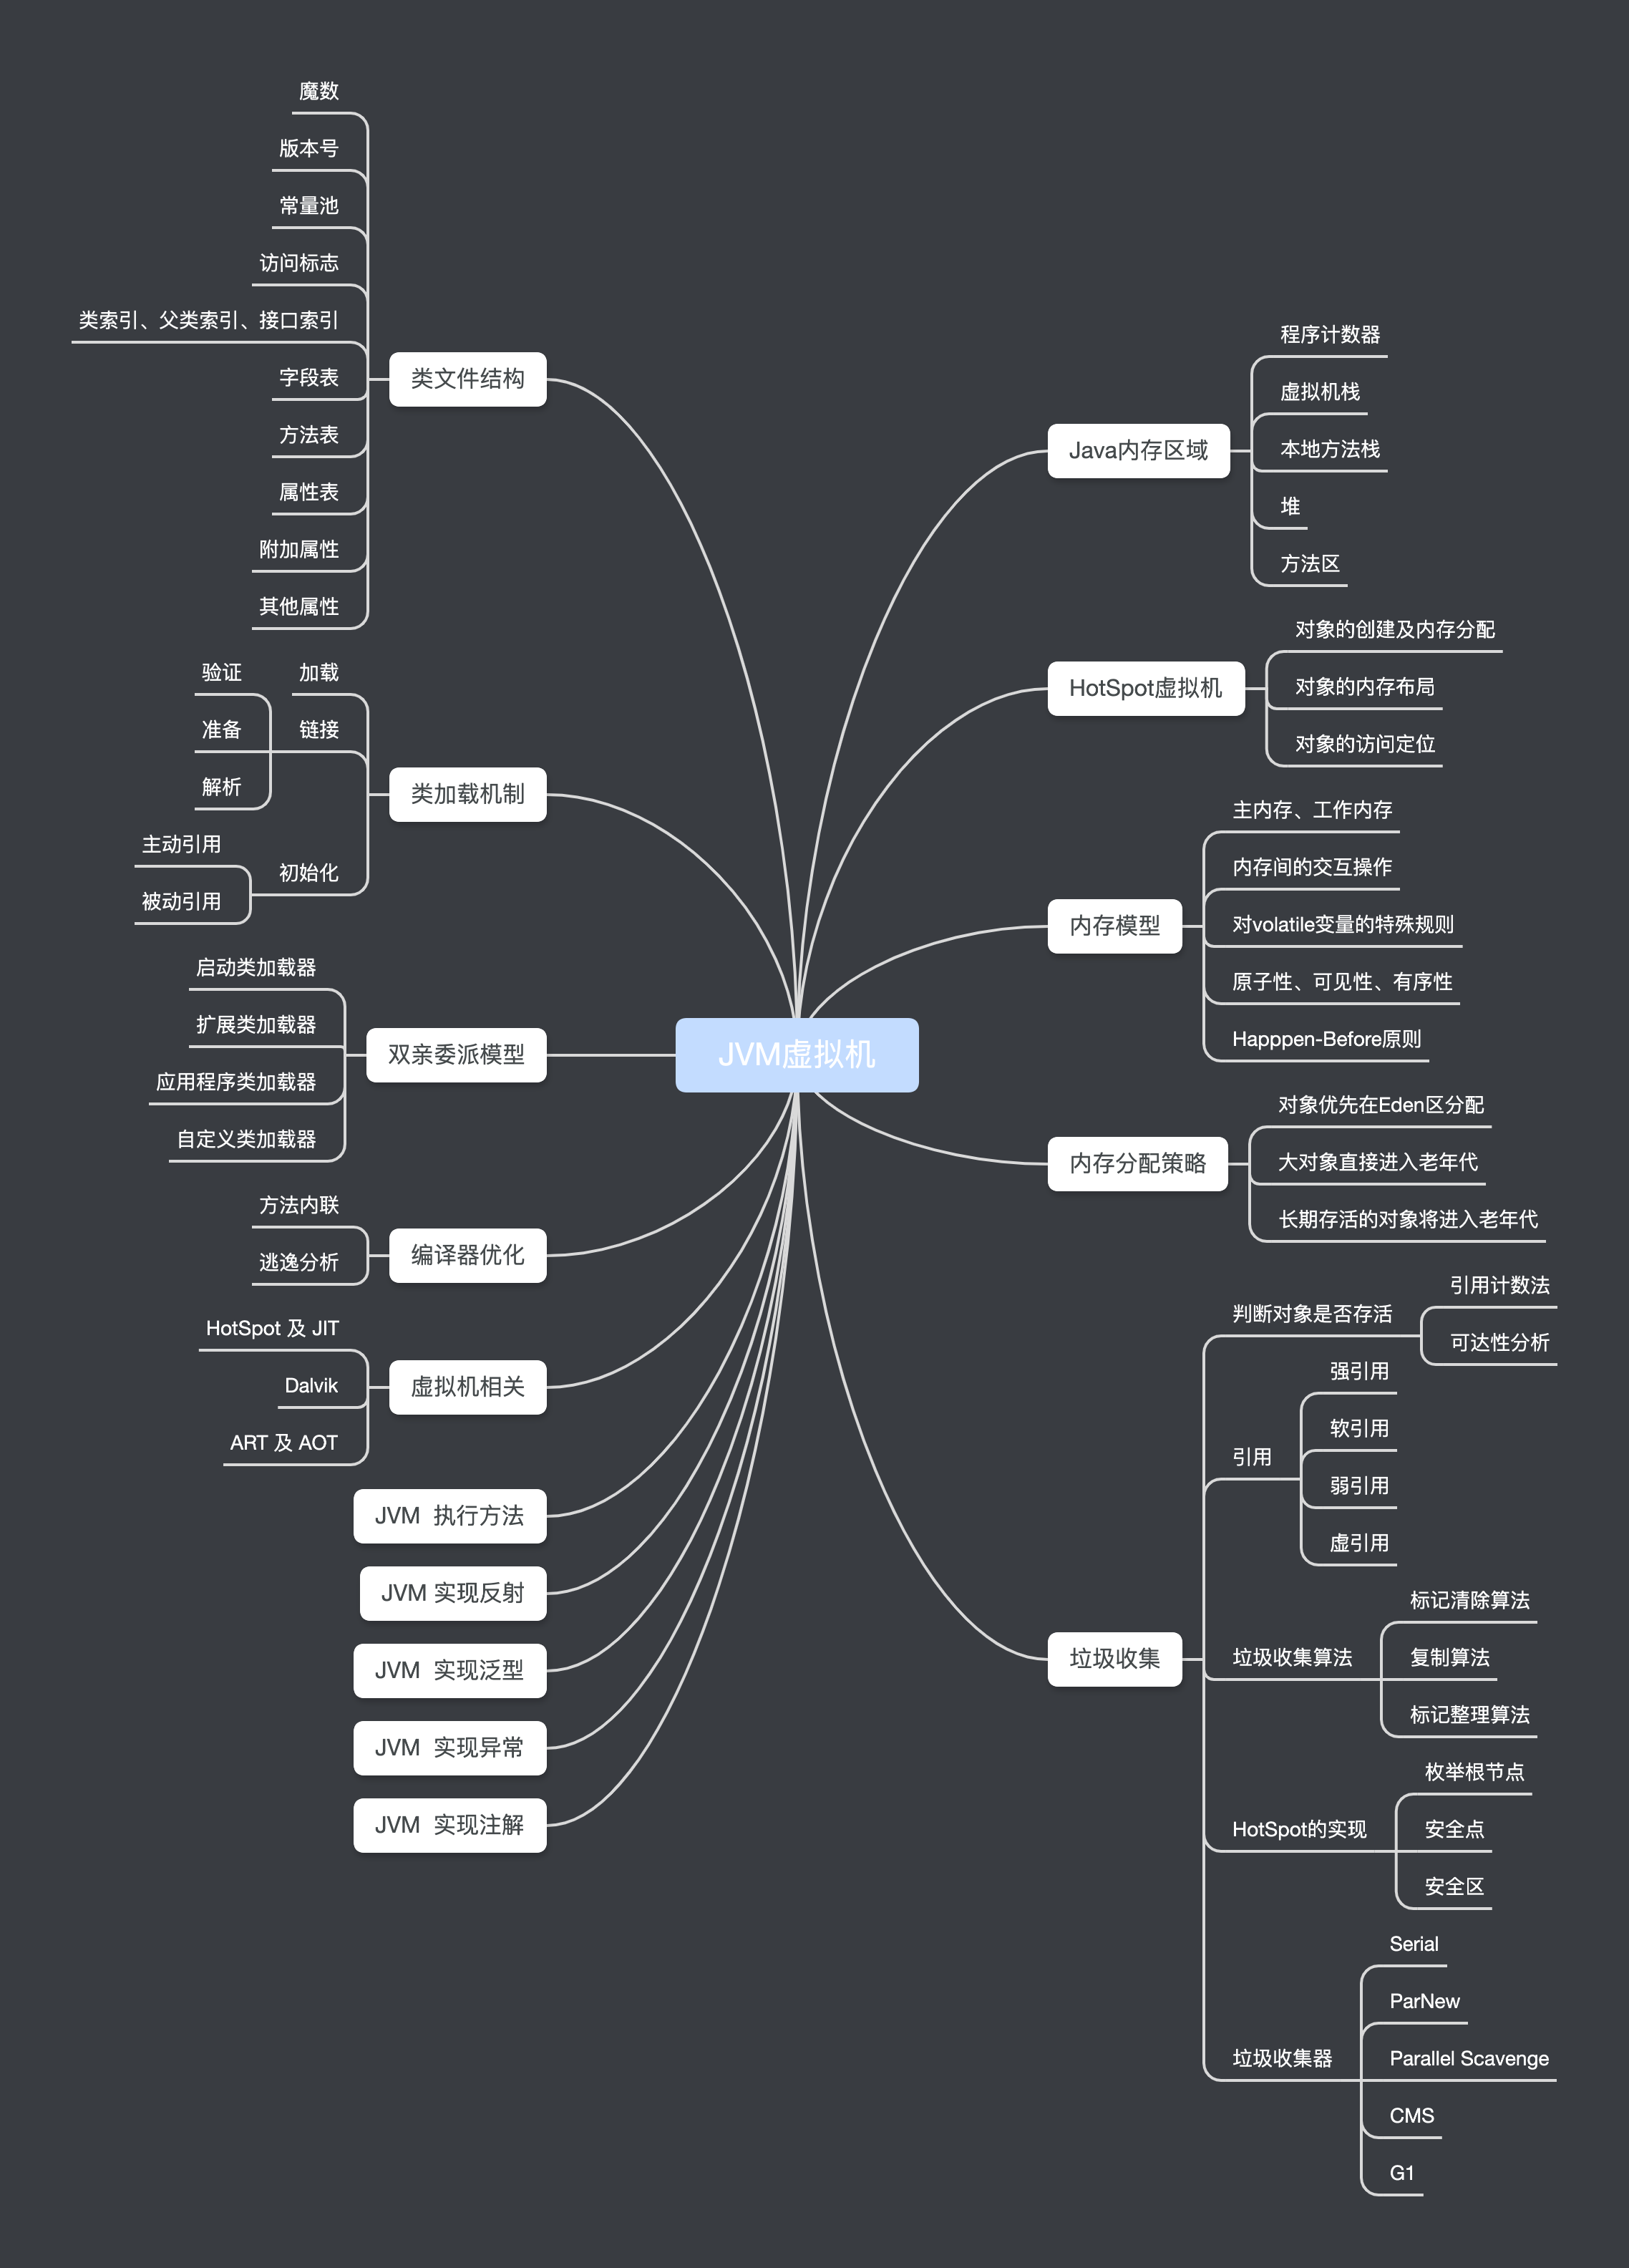 JVM虚拟机
类文件结构
魔数
版本号
常量池
访问标志
类索引、父类索引、接口索引
字段表
方法表
属性表
附加属性
其他属性
类加载机制
加载
链接
验证
准备
解析
初始化
主动引用
被动引用
双亲委派模型
启动类加载器
扩展类加载器
应用程序类加载器
自定义类加载器
编译器优化
方法内联
逃逸分析
虚拟机相关
HotSpot 及 JIT
Dalvik
ART 及 AOT
JVM 执行方法
JVM 实现反射
JVM 实现泛型
JVM 实现异常
JVM 实现注解
Java内存区域
程序计数器
虚拟机栈
本地方法栈
堆
方法区
HotSpot虚拟机
对象的创建及内存分配
对象的内存布局
对象的访问定位
内存模型
主内存、工作内存
内存间的交互操作
对volatile变量的特殊规则
原子性、可见性、有序性
Happpen-Before原则
内存分配策略
对象优先在Eden区分配
大对象直接进入老年代
长期存活的对象将进入老年代
垃圾收集
判断对象是否存活
引用计数法
可达性分析
引用
强引用
软引用
弱引用
虚引用
垃圾收集算法
标记清除算法
复制算法
标记整理算法
HotSpot的实现
枚举根节点
安全点
安全区
垃圾收集器
Serial
ParNew
Parallel Scavenge
CMS
G1